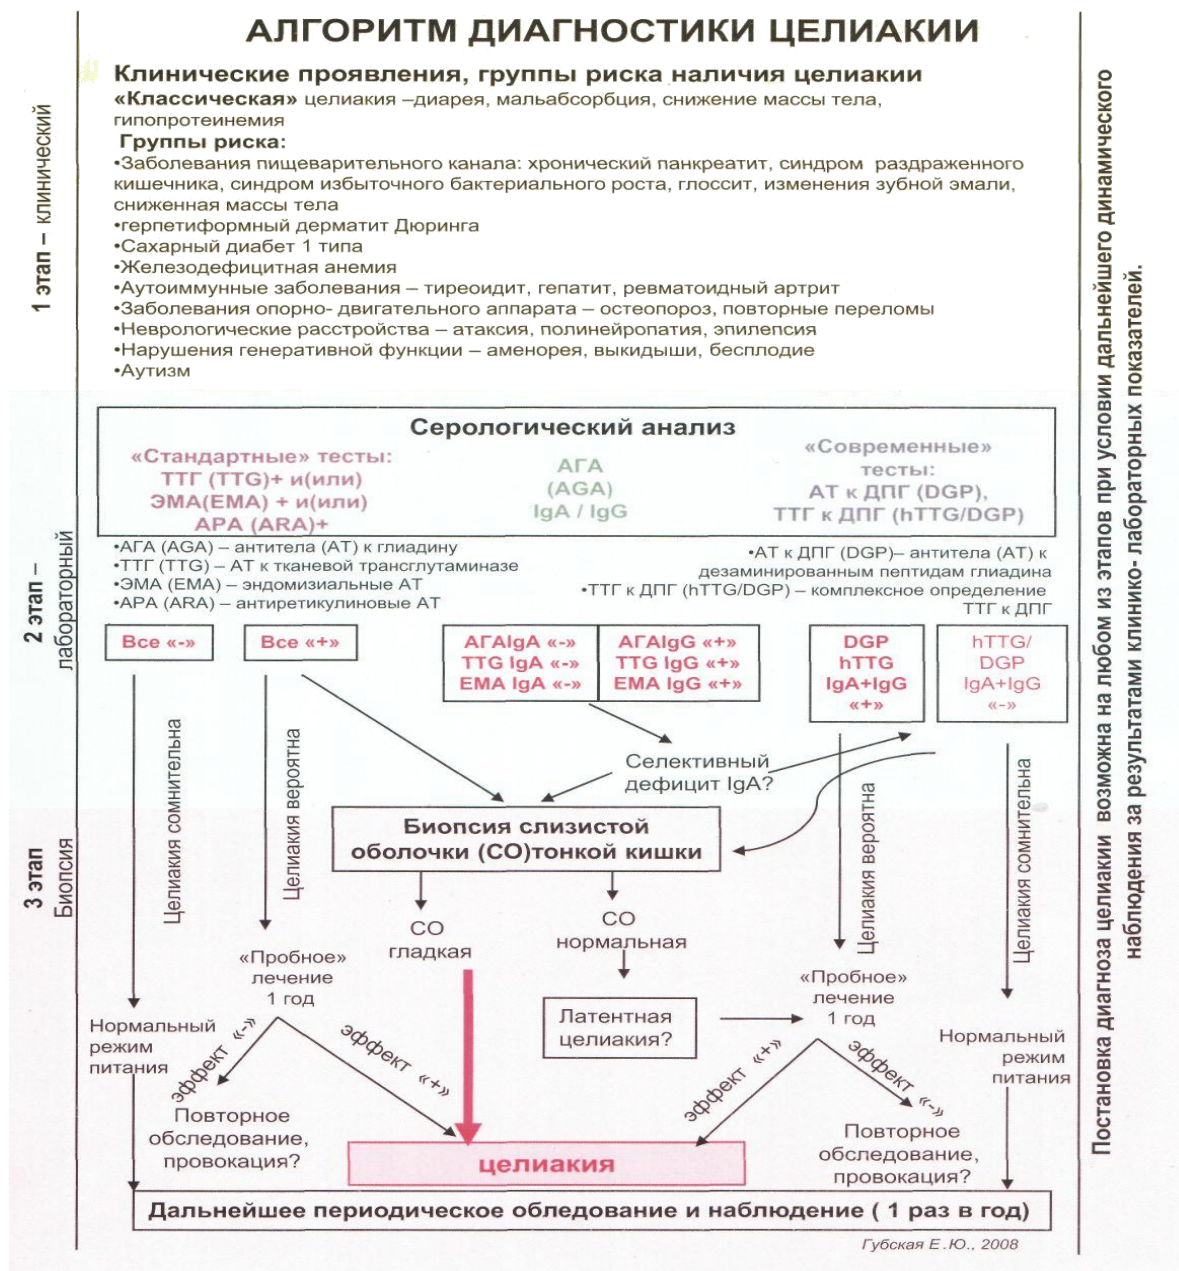 АЛГОРИТМ ДИАГНОСТИКИ ЦЕЛИАКИИ
Клинические проявления, группы риска наличия целиакии
«Классическая» целиакия –диарея, мальабсорбция, снижение массы тела,
гипопротеинемия
Группы риска:
•Заболевания пищеварительного канала: хронический панкреатит, синдром раздраженного
кишечника, синдром избыточного бактериального роста, глоссит, изменения зубной эмали,
сниженная массы тела
•герпетиформный дерматит Дюринга
•Сахарный диабет 1 типа
•Железодефицитная анемия
•Аутоиммунные заболевания – тиреоидит, гепатит, ревматоидный артрит
•Заболевания опорно- двигательного аппарата – остеопороз, повторные переломы
•Неврологические расстройства – атаксия, полинейропатия, эпилепсия
•Нарушения генеративной функции – аменорея, выкидыши, бесплодие
•Аутизм
1 этап – клинический
Серологический анализ
«Стандартные» тесты:
ТТГ (TTG)+ и(или)
ЭМА(EMA) + и(или)
АРА (ARA)+
АГА
(AGA)
IgA / IgG
«Современные»
тесты:
АТ к ДПГ (DGP),
ТТГ к ДПГ (hTTG/DGP)
•АГА (AGA) – антитела (АТ) к глиадину
•ТТГ (TTG) – АТ к тканевой трансглутаминазе
•ЭМА (EMA) – эндомизиальные АТ
•АРА (ARA) – антиретикулиновые АТ
•АТ к ДПГ (DGP)– антитела (АТ) к
дезаминированным пептидам глиадина
•ТТГ к ДПГ (hTTG/DGP) – комплексное определение
ТТГ к ДПГ
2 этап –
лабораторный
Все «-»
Все «+»
АГАIgA «-»
TTG IgA «-»
EMA IgA «-»
АГАIgG «+»
TTG IgG «+»
EMA IgG «+»
DGP
hTTG
IgA+IgG
«+»
hTTG/
DGP
IgA+IgG
«-»
Целиакия сомнительна
Целиакия вероятна
Селективный
дефицит IgA?
Целиакия вероятна
Целиакия сомнительна
3 этап
Биопсия
Биопсия слизистой
оболочки (СО)тонкой кишки
СО
гладкая
СО
нормальная
«Пробное»
лечение
1 год
«Пробное»
лечение
1 год
Латентная
целиакия?
Нормальный
режим
питания
Нормальный
режим
питания
эффект «-»
эффект «+»
эффект «+»
эффект «-»
Повторное
обследование,
провокация?
Повторное
обследование,
провокация?
целиакия
Дальнейшее периодическое обледование и наблюдение ( 1 раз в год)
Губская Е.Ю., 2008
Постановка диагноза целиакии возможна на любом из этапов при условии дальнейшего динамического
наблюдения за результатами клинико- лабораторных показателей.